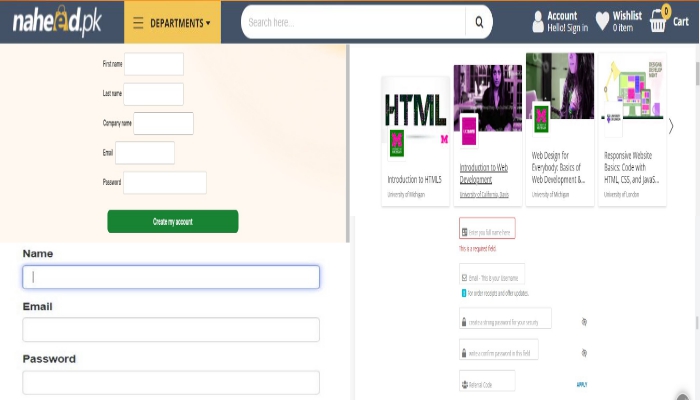 naheed.pk
DEPARTMENTS
Search here...
Account
Hello! Sign in
Wishlist
0 item
0
Cart
First name
Last name
Company name
Email
Password
Create my account
Name
Email
Password
HTML
Introduction to HTML5
University of Michigan
Introduction to Web
Development
University of California, Davis
Web Design for
Everybody: Basics of
Web Development &...
University of Michigan
Responsive Website
Basics: Code with
HTML, CSS, and JavaS...
University of London
Enter you full name here
This is a required field.
Email - This is your Username
for order receipts and offer updates.
create a strong password for your security
write a confirm password in this field
Referral Code
APPLY